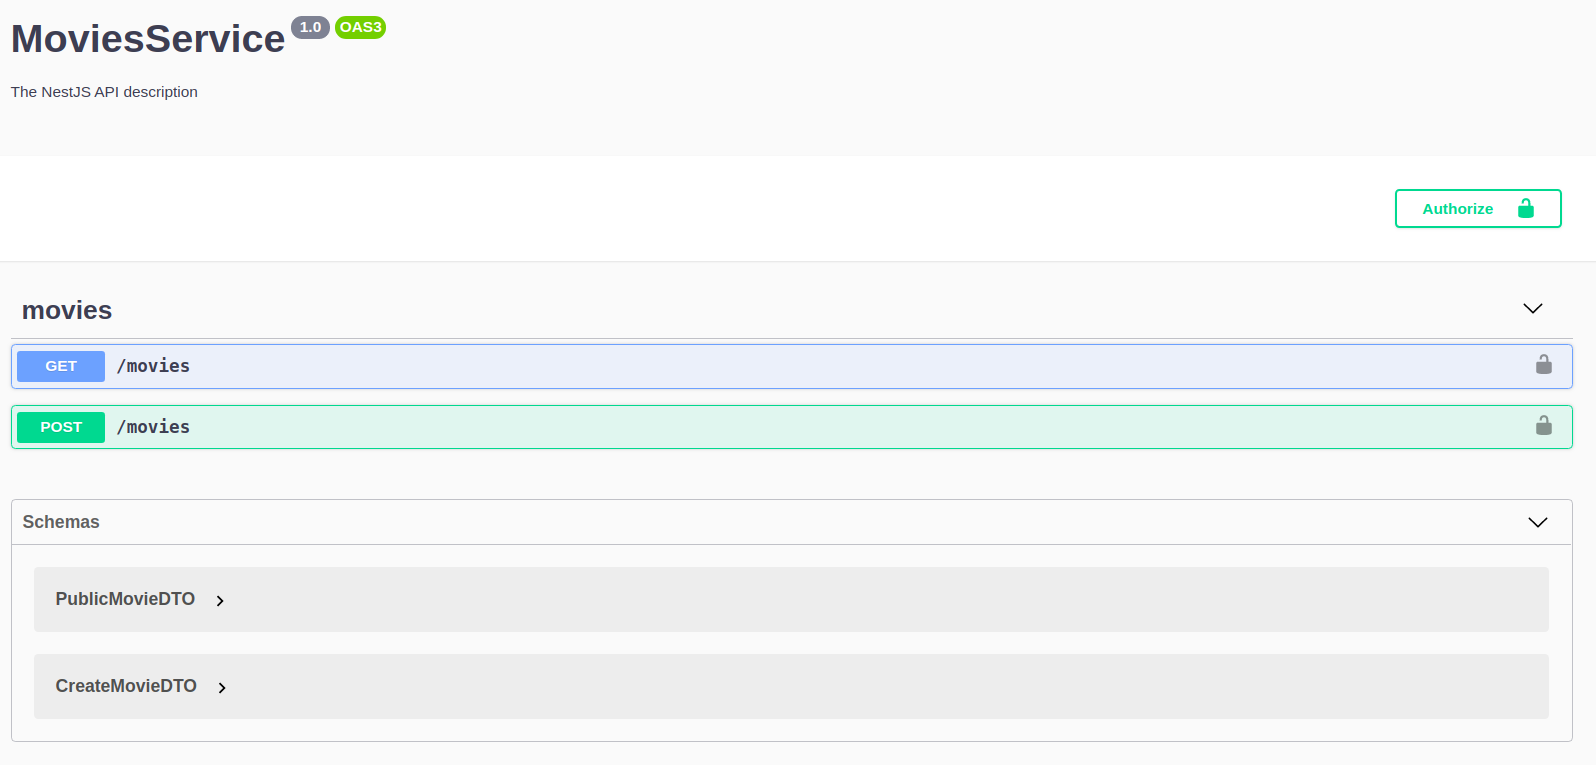 MoviesService 1.0 OAS3
The NestJS API description
Authorize
movies
GET /movies
POST /movies
Schemas
PublicMovieDTO
CreateMovieDTO